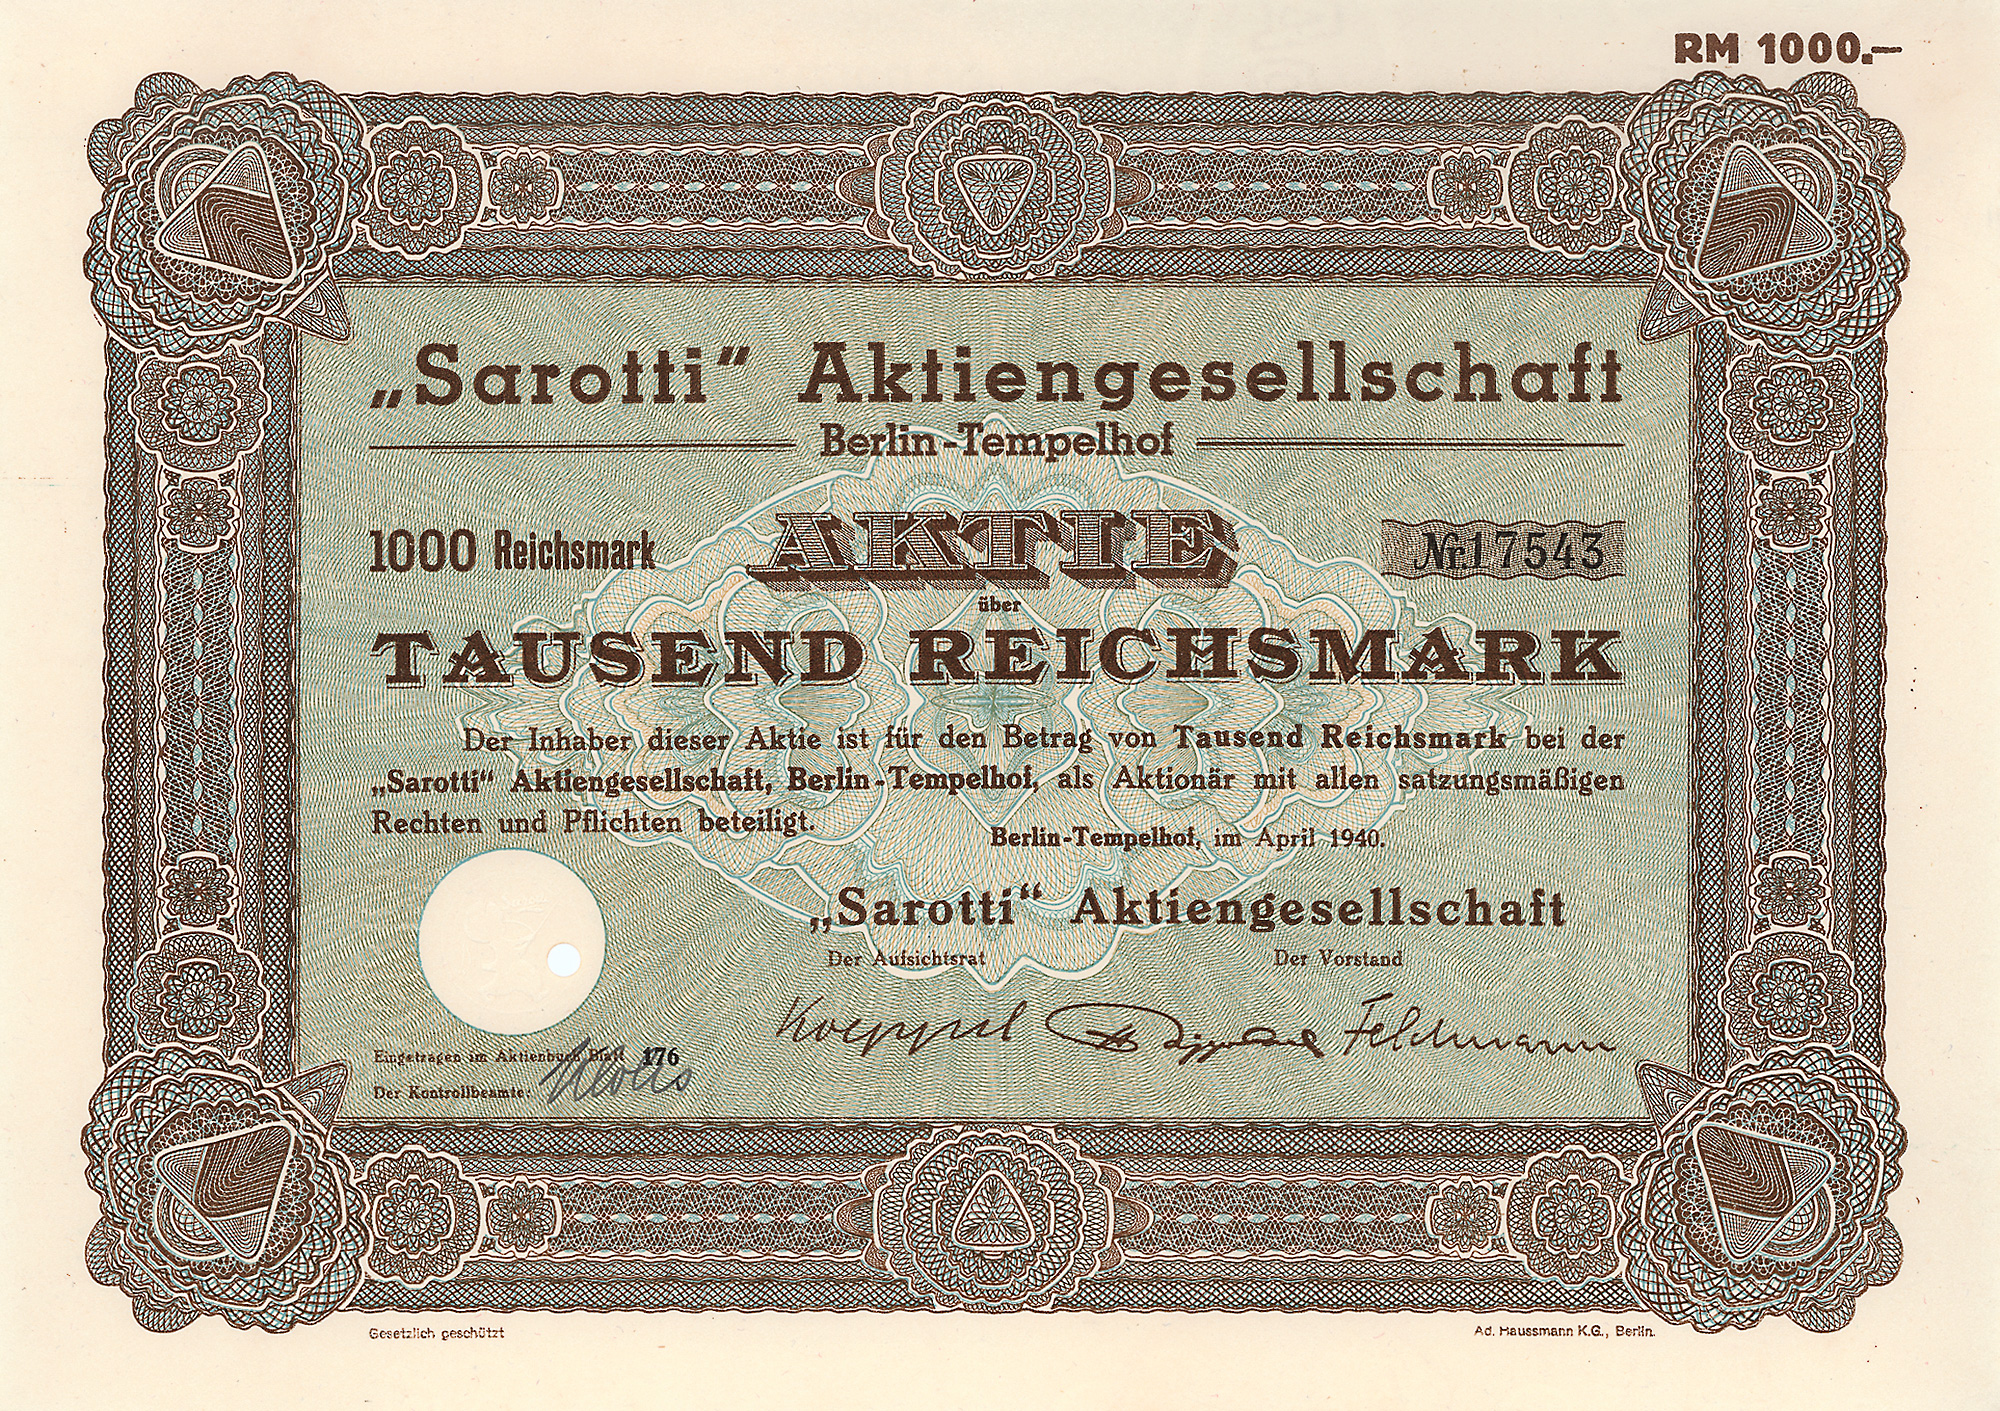 RM 1000.—
„Sarotti“ Aktiengesellschaft
Berlin-Tempelhof
1000 Reichsmark AKTIE Nr. 17543
über
TAUSEND REICHSMARK
Der Inhaber dieser Aktie ist für den Betrag von Tausend Reichsmark bei der
„Sarotti“ Aktiengesellschaft, Berlin-Tempelhof, als Aktionär mit allen satzungsmäßigen
Rechten und Pflichten beteiligt.
Berlin-Tempelhof, im April 1940.
„Sarotti“ Aktiengesellschaft
Der Aufsichtsrat Der Vorstand
Feldmann
Eingetragen im Aktienbuch Blatt 176
Der Kontrollbeamte:
Gesetzlich geschützt Ad. Haussmann K.G., Berlin.